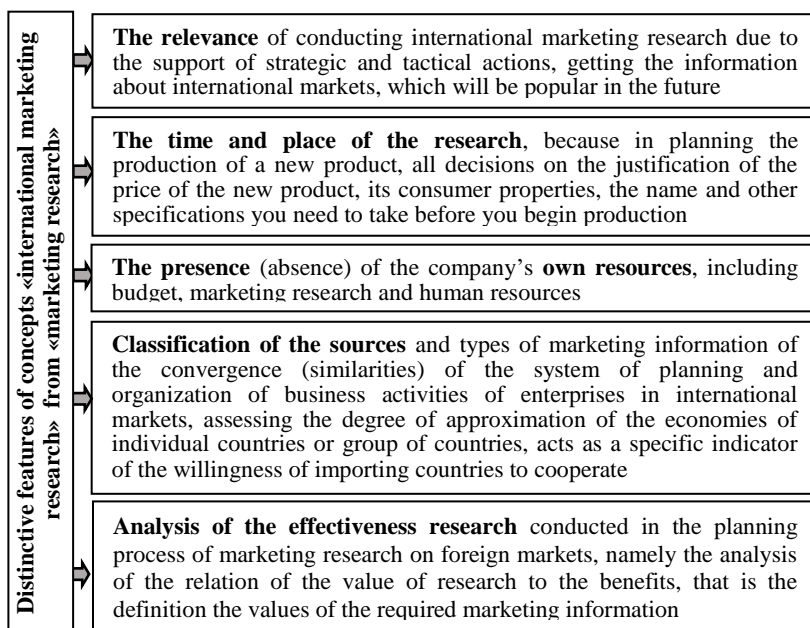 Distinctive features of concepts «international marketing
research» from «marketing research»
The relevance of conducting international marketing research due to
the support of strategic and tactical actions, getting the information
about international markets, which will be popular in the future
The time and place of the research, because in planning the
production of a new product, all decisions on the justification of the
price of the new product, its consumer properties, the name and other
specifications you need to take before you begin production
The presence (absence) of the company’s own resources, including
budget, marketing research and human resources
Classification of the sources and types of marketing information of
the convergence (similarities) of the system of planning and
organization of business activities of enterprises in international
markets, assessing the degree of approximation of the economies of
individual countries or group of countries, acts as a specific indicator
of the willingness of importing countries to cooperate
Analysis of the effectiveness research conducted in the planning
process of marketing research on foreign markets, namely the analysis
of the relation of the value of research to the benefits, that is the
definition the values of the required marketing information